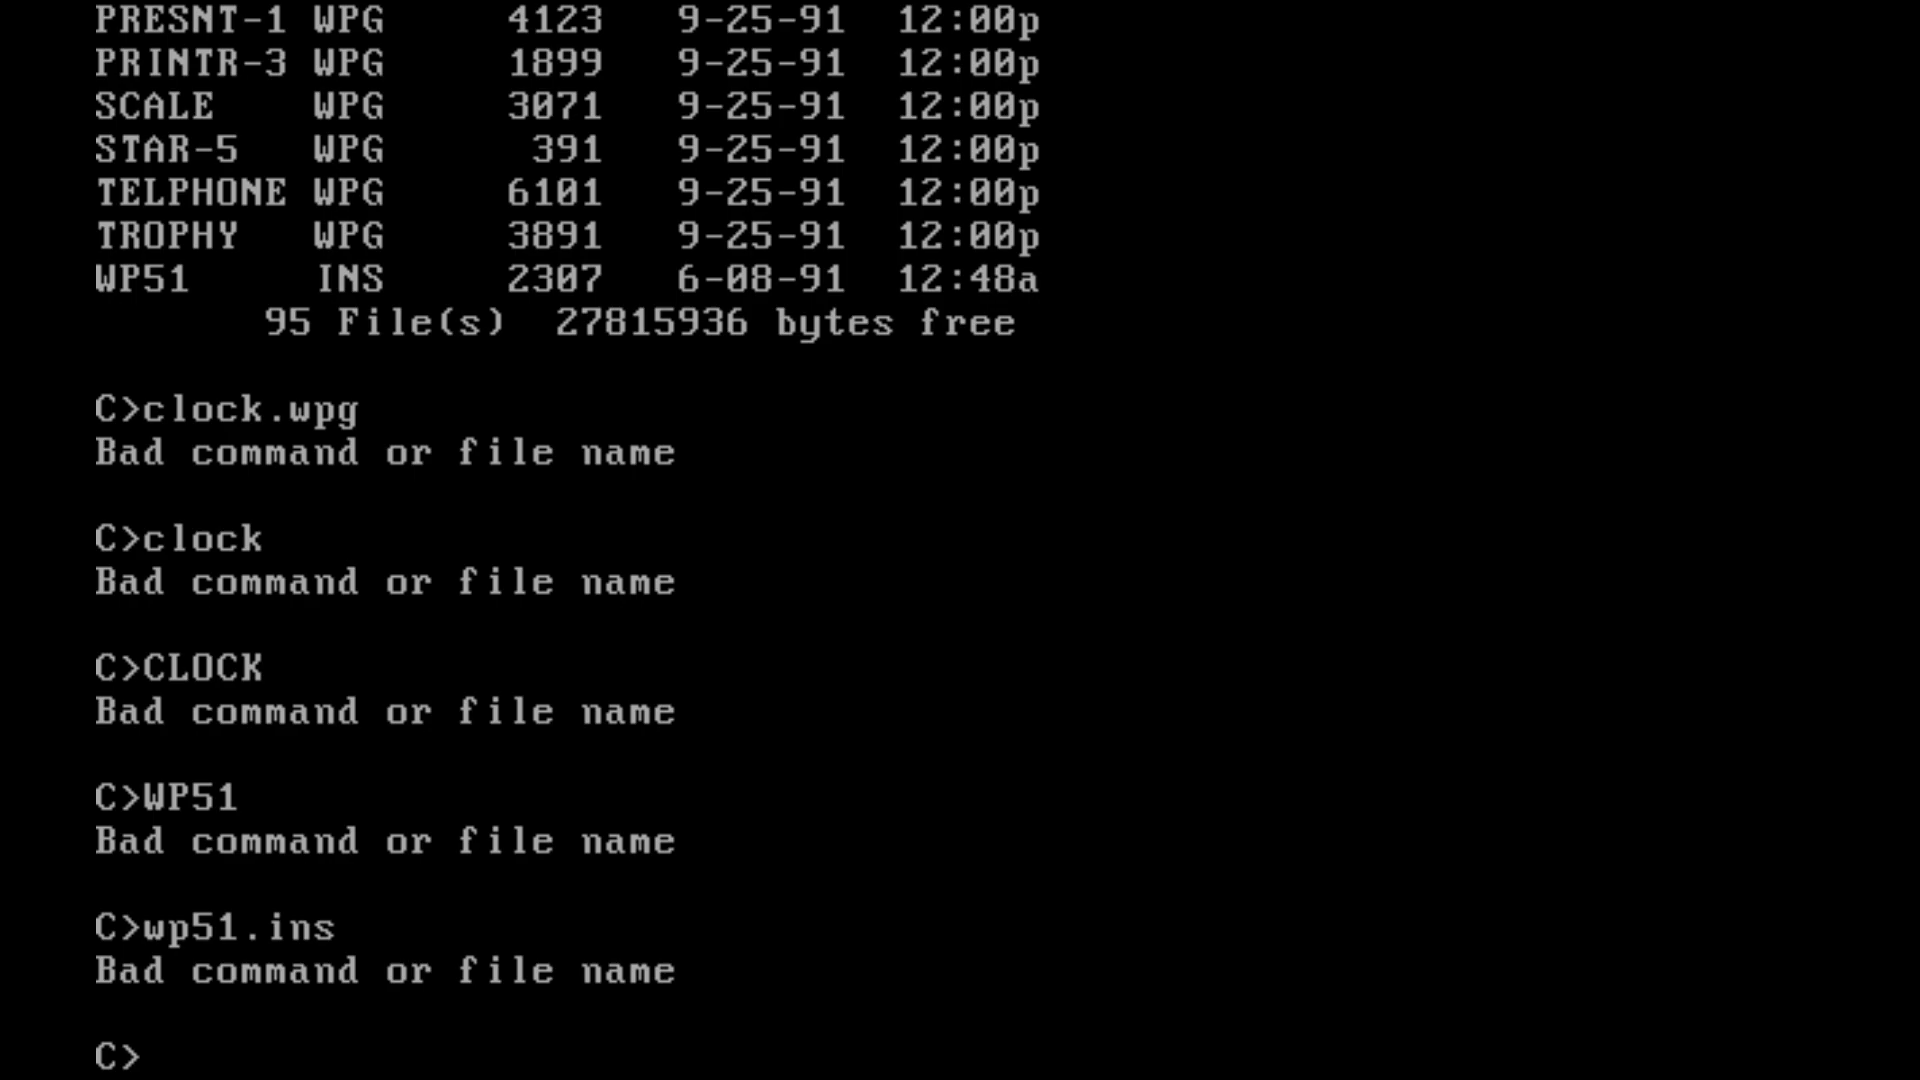 PRESNT-1 WPG     4123   9-25-91  12:00p
PRINTR-3 WPG     1899   9-25-91  12:00p
SCALE    WPG     3071   9-25-91  12:00p
STAR-5   WPG      391   9-25-91  12:00p
TELPHONE WPG     6101   9-25-91  12:00p
TROPHY   WPG     3891   9-25-91  12:00p
WP51     INS     2307   6-08-91  12:48a
       95 File(s)  27815936 bytes free

C>clock.wpg
Bad command or file name

C>clock
Bad command or file name

C>CLOCK
Bad command or file name

C>WP51
Bad command or file name

C>wp51.ins
Bad command or file name

C>